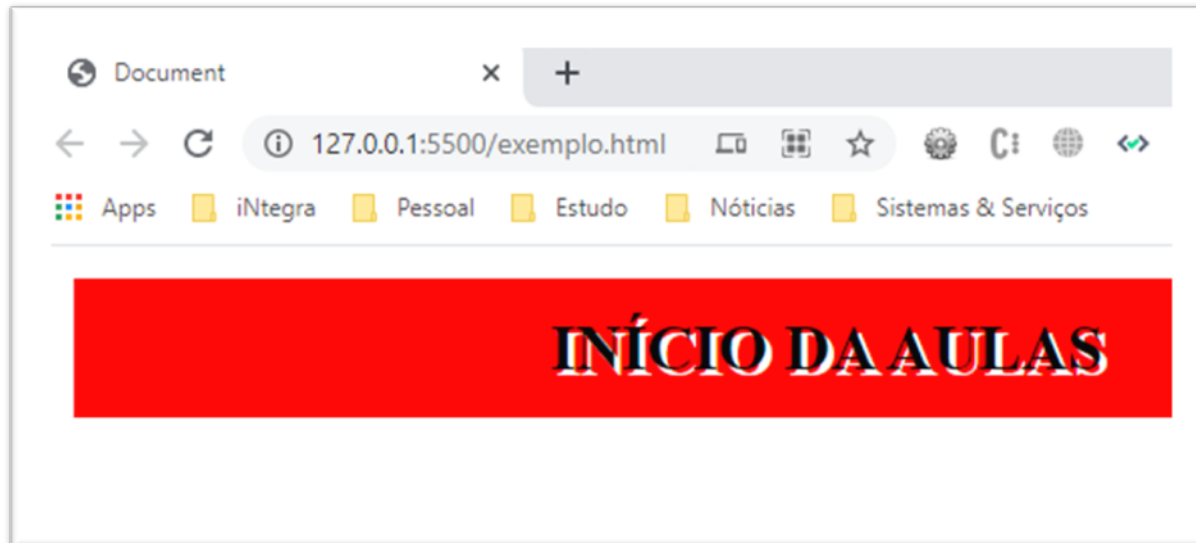 Document
127.0.0.1:5500/exemplo.html
Apps iNtegra Pessoal Estudo Nóticias Sistemas & Serviços
INÍCIO DA AULAS